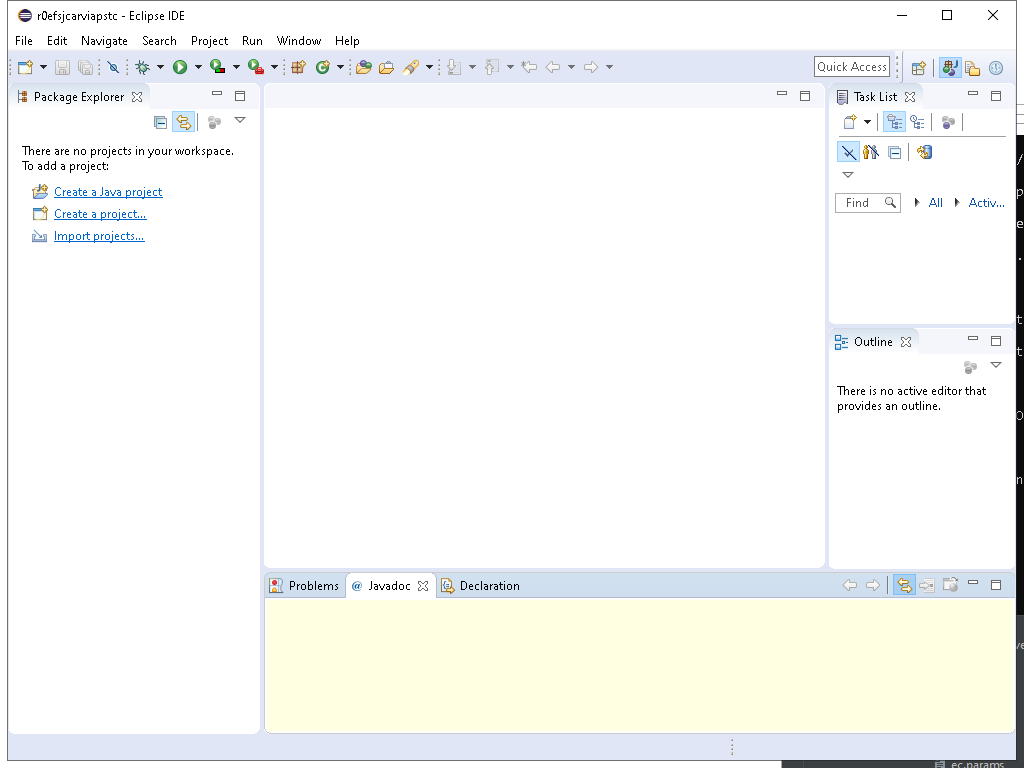 r0efsjcarviapstc - Eclipse IDE
File Edit Navigate Search Project Run Window Help
Quick Access
Package Explorer
Task List
There are no projects in your workspace.
To add a project:
Create a Java project
Create a project...
Import projects...
Find All Activ...
Outline
There is no active editor that
provides an outline.
Problems @ Javadoc Declaration
ec.params